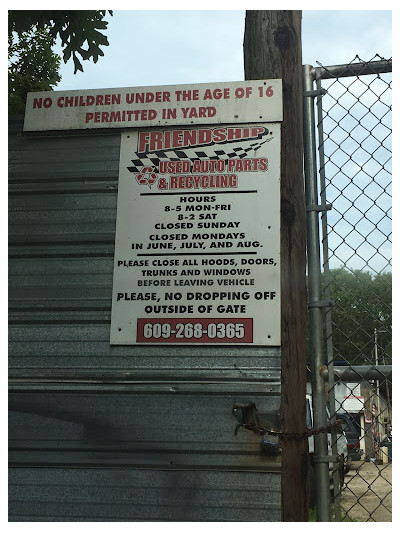 NO CHILDREN UNDER THE AGE OF 16
PERMITTED IN YARD
FRIENDSHIP
USED AUTO PARTS
& RECYCLING
HOURS
8-5 MON-FRI
8-2 SAT
CLOSED SUNDAY
CLOSED MONDAYS
IN JUNE, JULY, AND AUG.
PLEASE CLOSE ALL HOODS, DOORS,
TRUNKS AND WINDOWS
BEFORE LEAVING VEHICLE
PLEASE, NO DROPPING OFF
OUTSIDE OF GATE
609-268-0365